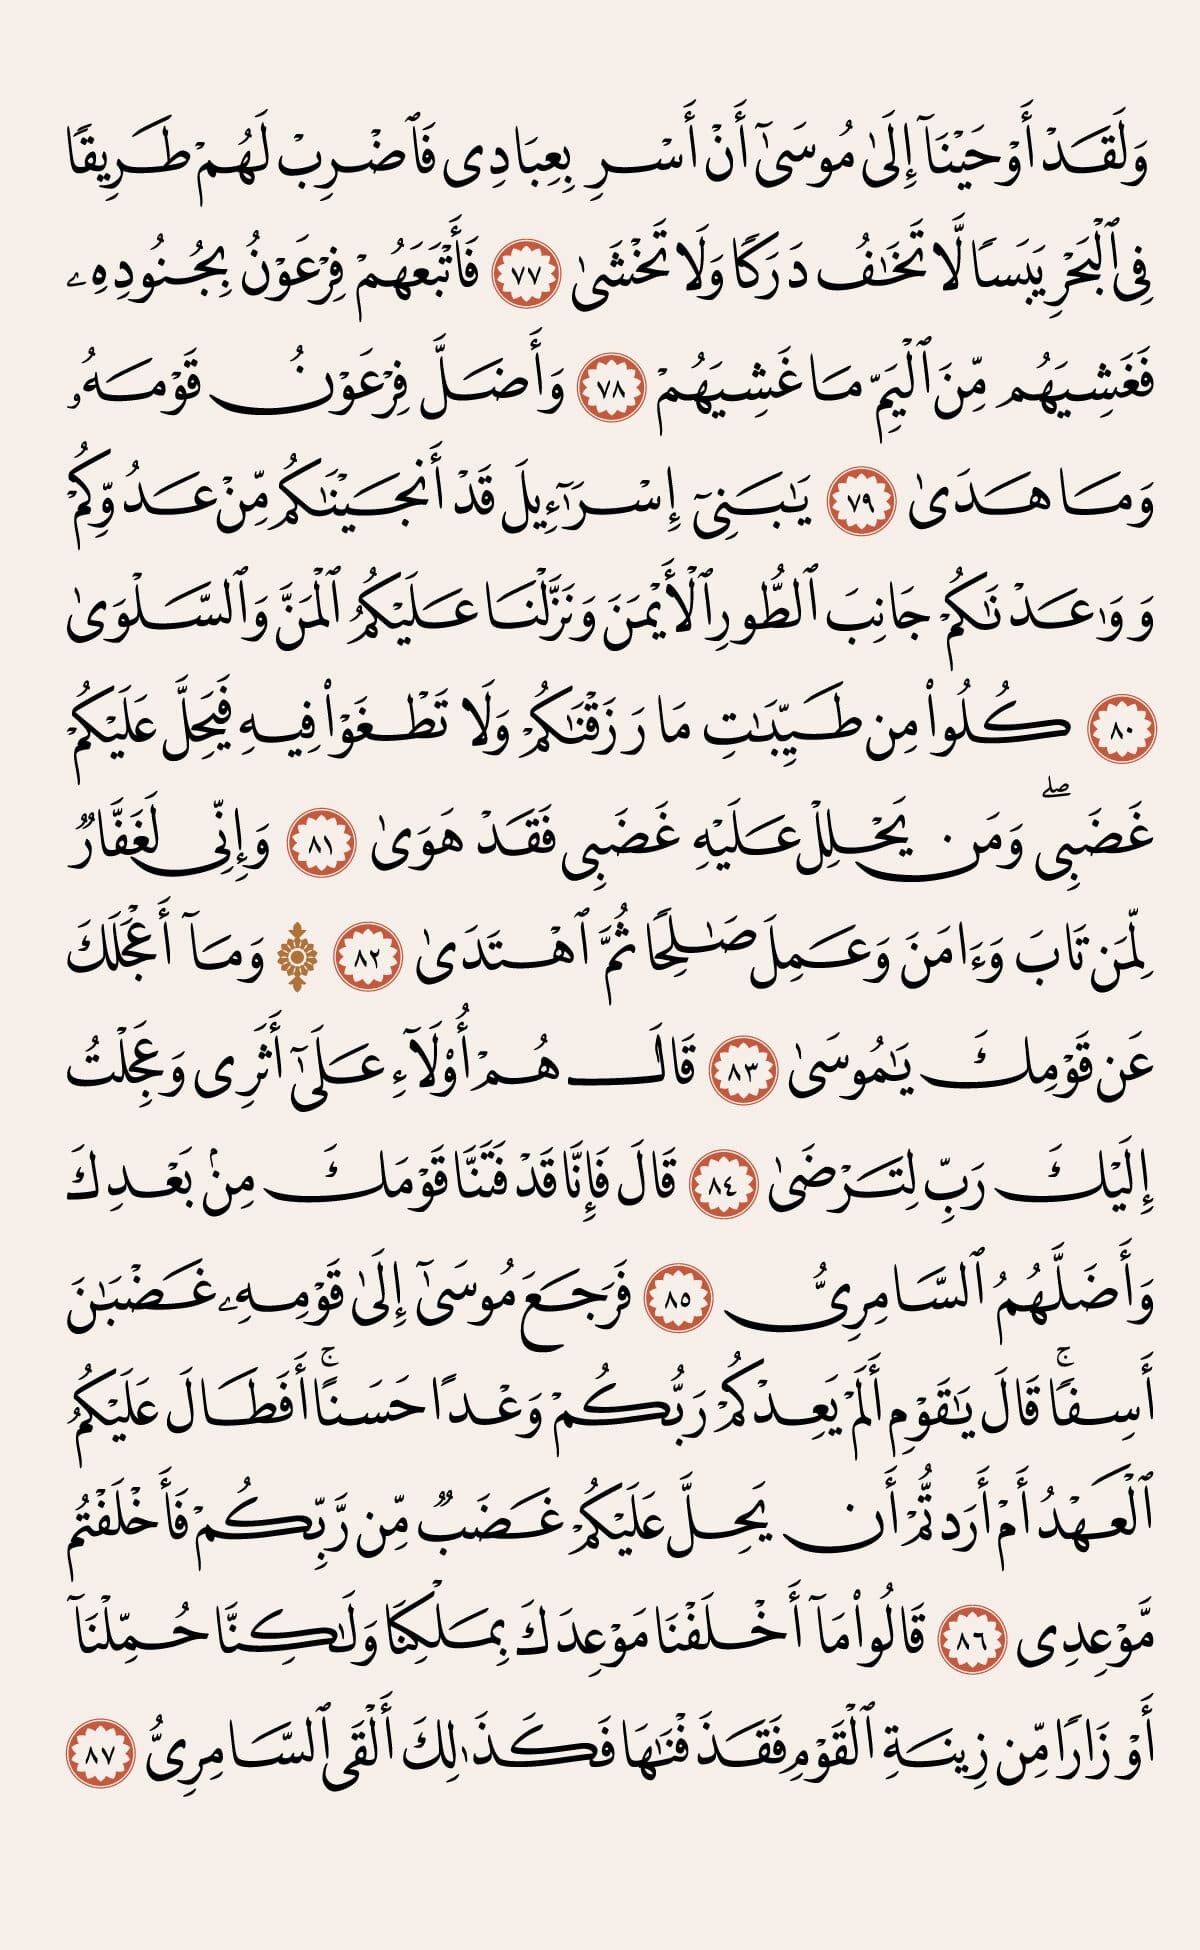 وَلَقَدْ أَوْحَيْنَآ إِلَىٰ مُوسَىٰٓ أَنْ أَسْرِ بِعِبَادِى فَٱضْرِبْ لَهُمْ طَرِيقًا
فِى ٱلْبَحْرِ يَبَسًا لَّا تَخَٰفُ دَرَكًا وَلَا تَخْشَىٰ ٧٧ فَأَتْبَعَهُمْ فِرْعَوْنُ بِجُنُودِهِۦ
فَغَشِيَهُم مِّنَ ٱلْيَمِّ مَا غَشِيَهُمْ ٧٨ وَأَضَلَّ فِرْعَوْنُ قَوْمَهُۥ
وَمَا هَدَىٰ ٧٩ يَٰبَنِىٓ إِسْرَٰٓءِيلَ قَدْ أَنجَيْنَٰكُم مِّنْ عَدُوِّكُمْ
وَوَٰعَدْنَٰكُمْ جَانِبَ ٱلطُّورِ ٱلْأَيْمَنَ وَنَزَّلْنَا عَلَيْكُمُ ٱلْمَنَّ وَٱلسَّلْوَىٰ
٨٠ كُلُوا۟ مِن طَيِّبَٰتِ مَا رَزَقْنَٰكُمْ وَلَا تَطْغَوْا۟ فِيهِ فَيَحِلَّ عَلَيْكُمْ
غَضَبِى ۖ وَمَن يَحْلِلْ عَلَيْهِ غَضَبِى فَقَدْ هَوَىٰ ٨١ وَإِنِّى لَغَفَّارٌ
لِّمَن تَابَ وَءَامَنَ وَعَمِلَ صَٰلِحًا ثُمَّ ٱهْتَدَىٰ ٨٢ ۞ وَمَآ أَعْجَلَكَ
عَن قَوْمِكَ يَٰمُوسَىٰ ٨٣ قَالَ هُمْ أُو۟لَآءِ عَلَىٰٓ أَثَرِى وَعَجِلْتُ
إِلَيْكَ رَبِّ لِتَرْضَىٰ ٨٤ قَالَ فَإِنَّا قَدْ فَتَنَّا قَوْمَكَ مِنۢ بَعْدِكَ
وَأَضَلَّهُمُ ٱلسَّامِرِىُّ ٨٥ فَرَجَعَ مُوسَىٰٓ إِلَىٰ قَوْمِهِۦ غَضْبَٰنَ
أَسِفًا ۚ قَالَ يَٰقَوْمِ أَلَمْ يَعِدْكُمْ رَبُّكُمْ وَعْدًا حَسَنًا ۚ أَفَطَالَ عَلَيْكُمُ
ٱلْعَهْدُ أَمْ أَرَدتُّمْ أَن يَحِلَّ عَلَيْكُمْ غَضَبٌ مِّن رَّبِّكُمْ فَأَخْلَفْتُم
مَّوْعِدِى ٨٦ قَالُوا۟ مَآ أَخْلَفْنَا مَوْعِدَكَ بِمَلْكِنَا وَلَٰكِنَّا حُمِّلْنَآ
أَوْزَارًا مِّن زِينَةِ ٱلْقَوْمِ فَقَذَفْنَٰهَا فَكَذَٰلِكَ أَلْقَى ٱلسَّامِرِىُّ ٨٧